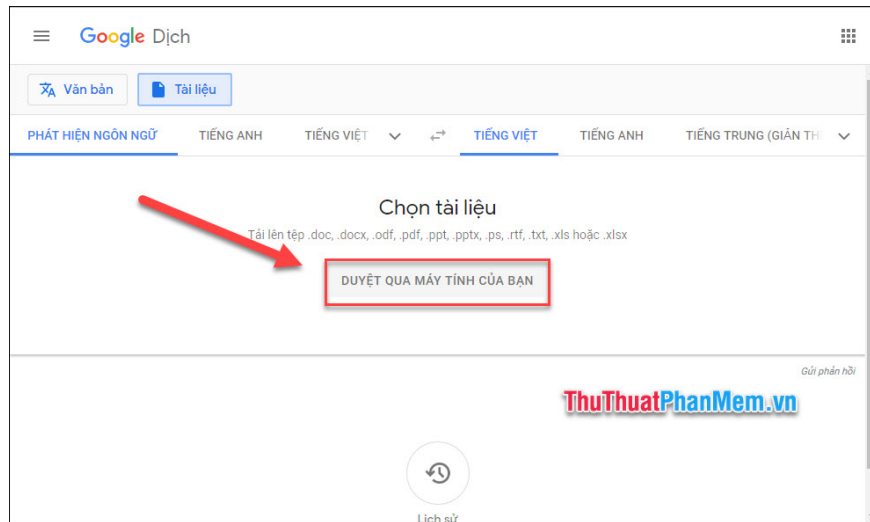 Google Dịch
Văn bản Tài liệu
PHÁT HIỆN NGÔN NGỮ TIẾNG ANH TIẾNG VIỆT TIẾNG VIỆT TIẾNG ANH TIẾNG TRUNG (GIẢN TH
Chọn tài liệu
Tải lên tệp .doc, .docx, .odf, .pdf, .ppt, .pptx, .ps, .rtf, .txt, .xls hoặc .xlsx
DUYỆT QUA MÁY TÍNH CỦA BẠN
Gửi phản hồi
ThuThuatPhanMem.vn
Lịch sử